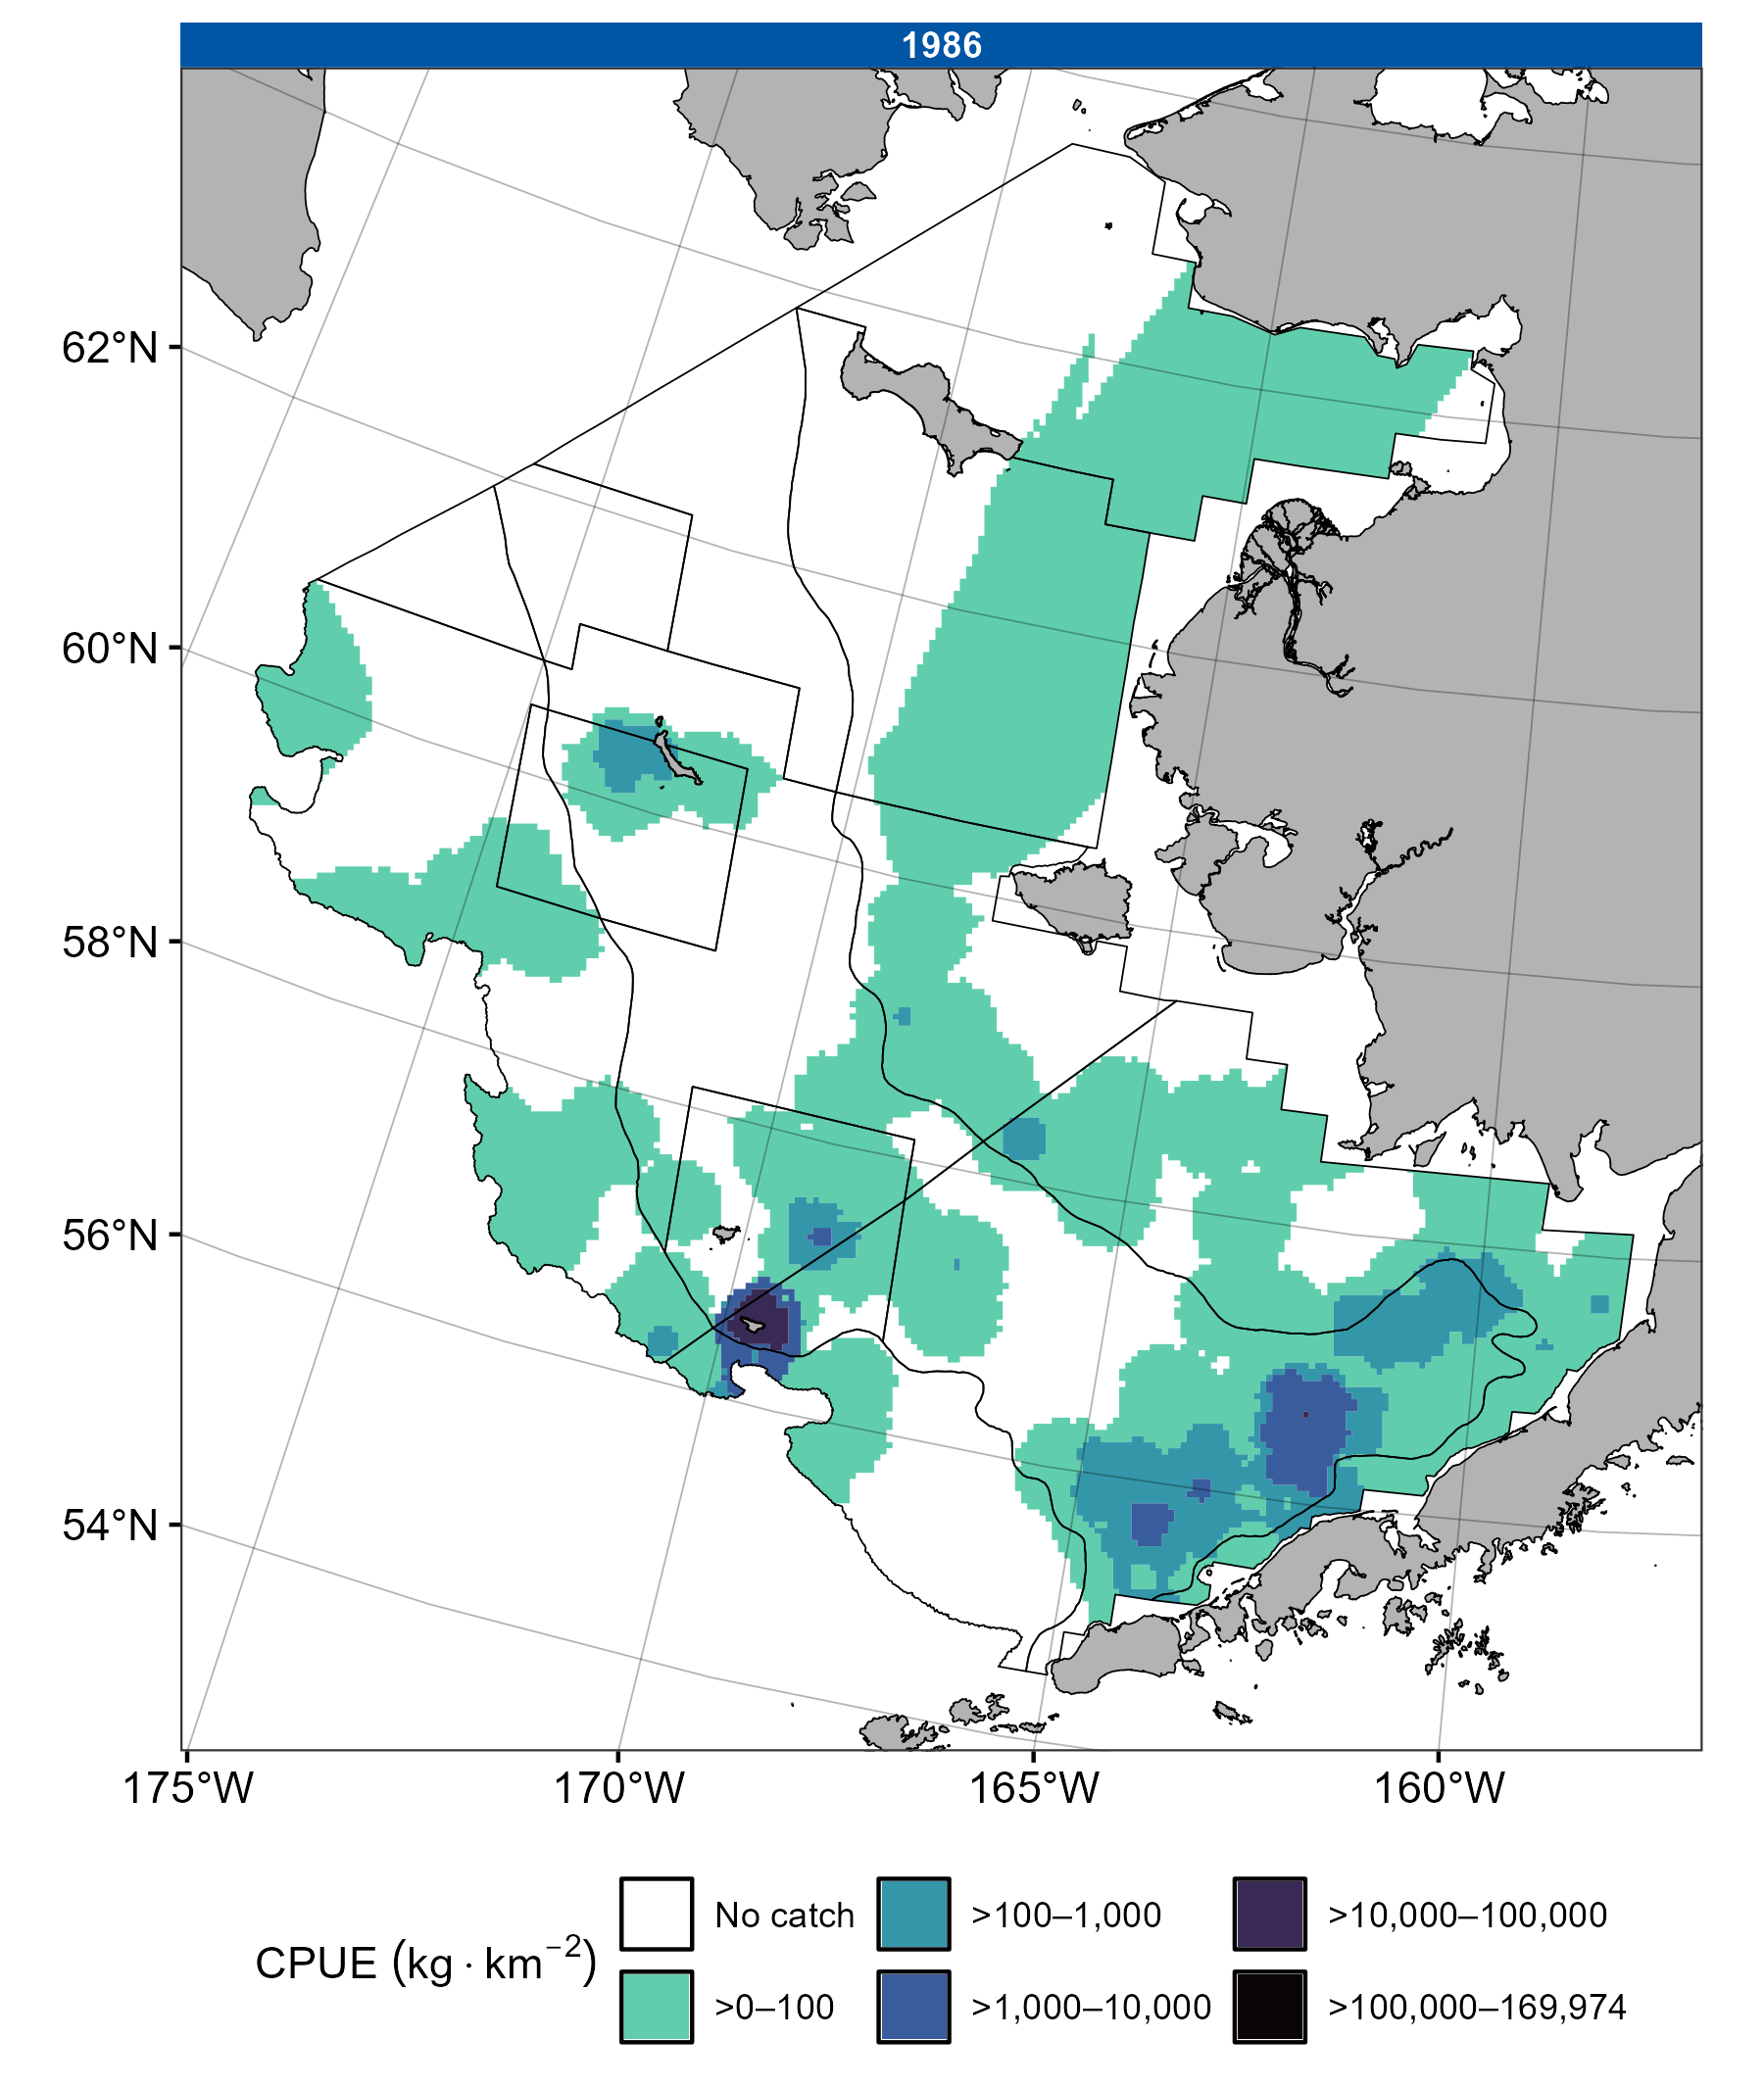 1986
62°N
60°N
58°N
56°N
54°N
175°W 170°W 165°W 160°W
CPUE (kg · km⁻²)
No catch >100–1,000 >10,000–100,000
>0–100 >1,000–10,000 >100,000–169,974